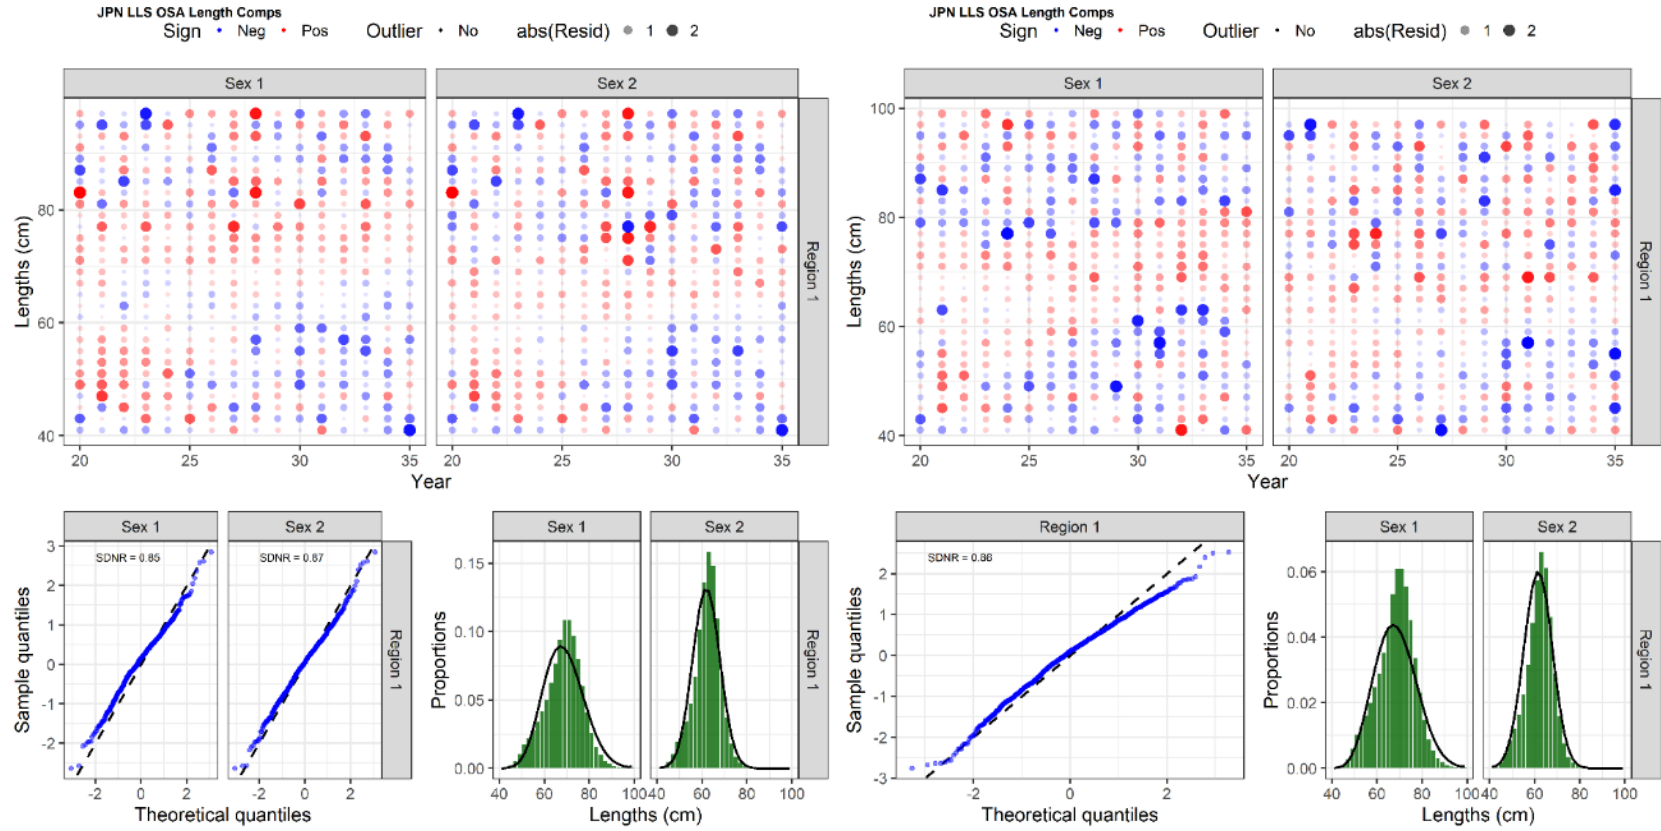 JPN LLS OSA Length Comps
Sign Neg Pos Outlier No abs(Resid) 1 2
Sex 1 Sex 2
80
60
40
Lengths (cm)
Region 1
20 25 30 35 20 25 30 35
Year
JPN LLS OSA Length Comps
Sign Neg Pos Outlier No abs(Resid) 1 2
Sex 1 Sex 2
100
80
60
40
Lengths (cm)
Region 1
20 25 30 35 20 25 30 35
Year
Sex 1 Sex 2
SDNR = 0.85 SDNR = 0.87
3
2
1
0
-1
-2
Sample quantiles
Region 1
-2 0 2 -2 0 2
Theoretical quantiles
Sex 1 Sex 2
0.15
0.10
0.05
0.00
Proportions
Region 1
40 60 80 100 40 60 80 100
Lengths (cm)
Region 1
SDNR = 0.86
2
1
0
-1
-2
-3
Sample quantiles
-2 0 2
Theoretical quantiles
Sex 1 Sex 2
0.06
0.04
0.02
0.00
Proportions
Region 1
40 60 80 100 40 60 80 100
Lengths (cm)